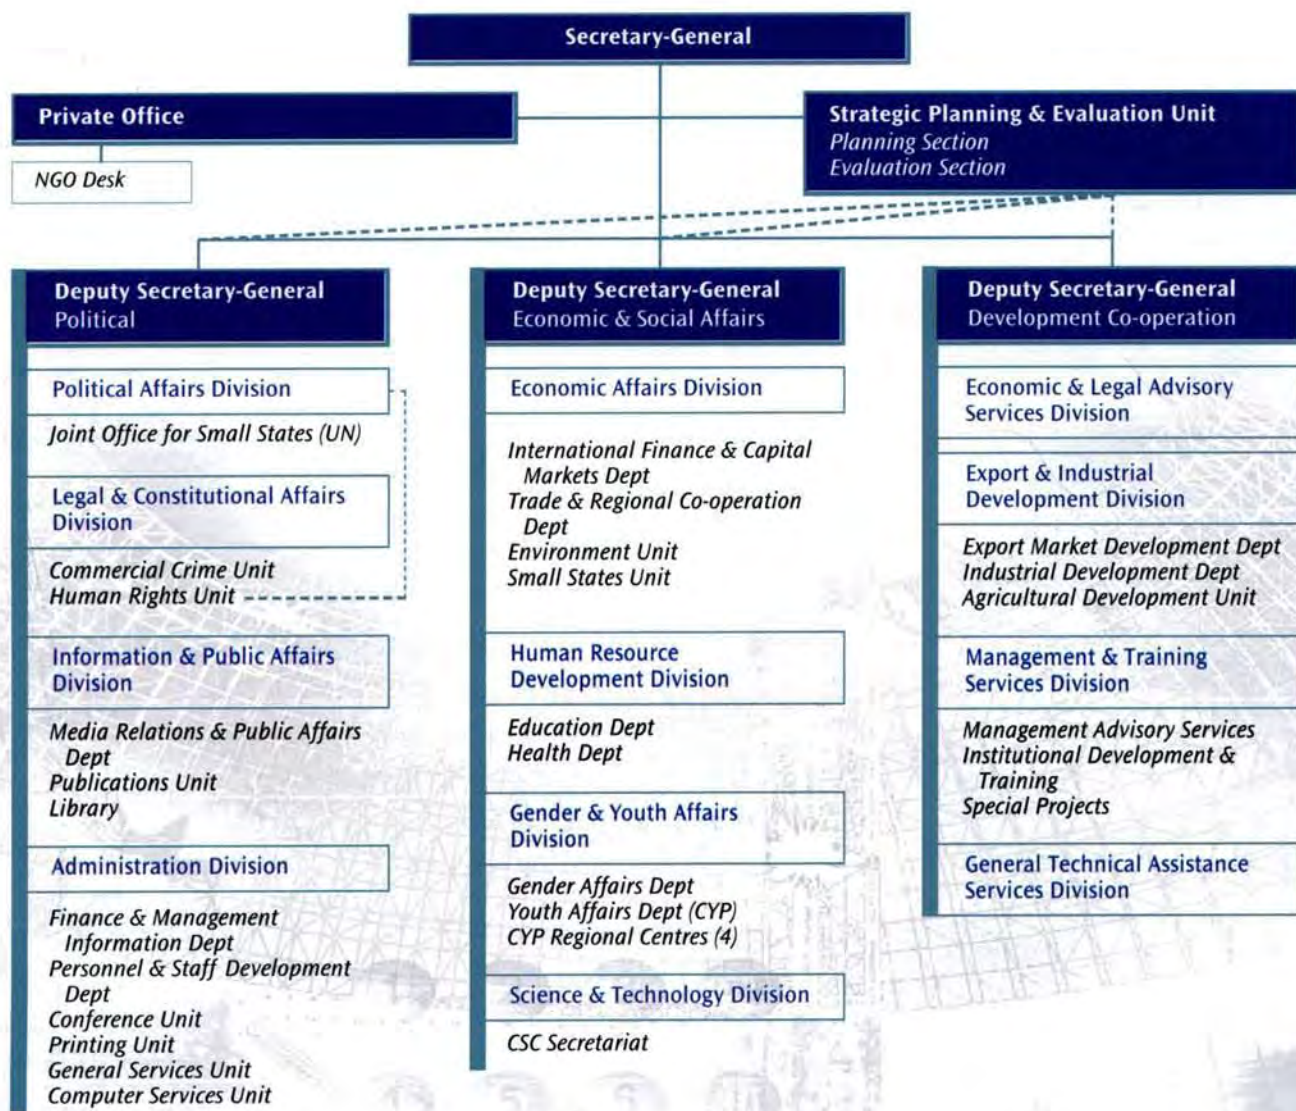 Secretary-General
Private Office
NGO Desk
Strategic Planning & Evaluation Unit
Planning Section
Evaluation Section
Deputy Secretary-General
Political
Political Affairs Division
Joint Office for Small States (UN)
Legal & Constitutional Affairs
Division
Commercial Crime Unit
Human Rights Unit
Information & Public Affairs
Division
Media Relations & Public Affairs
Dept
Publications Unit
Library
Administration Division
Finance & Management
Information Dept
Personnel & Staff Development
Dept
Conference Unit
Printing Unit
General Services Unit
Computer Services Unit
Deputy Secretary-General
Economic & Social Affairs
Economic Affairs Division
International Finance & Capital
Markets Dept
Trade & Regional Co-operation
Dept
Environment Unit
Small States Unit
Human Resource
Development Division
Education Dept
Health Dept
Gender & Youth Affairs
Division
Gender Affairs Dept
Youth Affairs Dept (CYP)
CYP Regional Centres (4)
Science & Technology Division
CSC Secretariat
Deputy Secretary-General
Development Co-operation
Economic & Legal Advisory
Services Division
Export & Industrial
Development Division
Export Market Development Dept
Industrial Development Dept
Agricultural Development Unit
Management & Training
Services Division
Management Advisory Services
Institutional Development &
Training
Special Projects
General Technical Assistance
Services Division